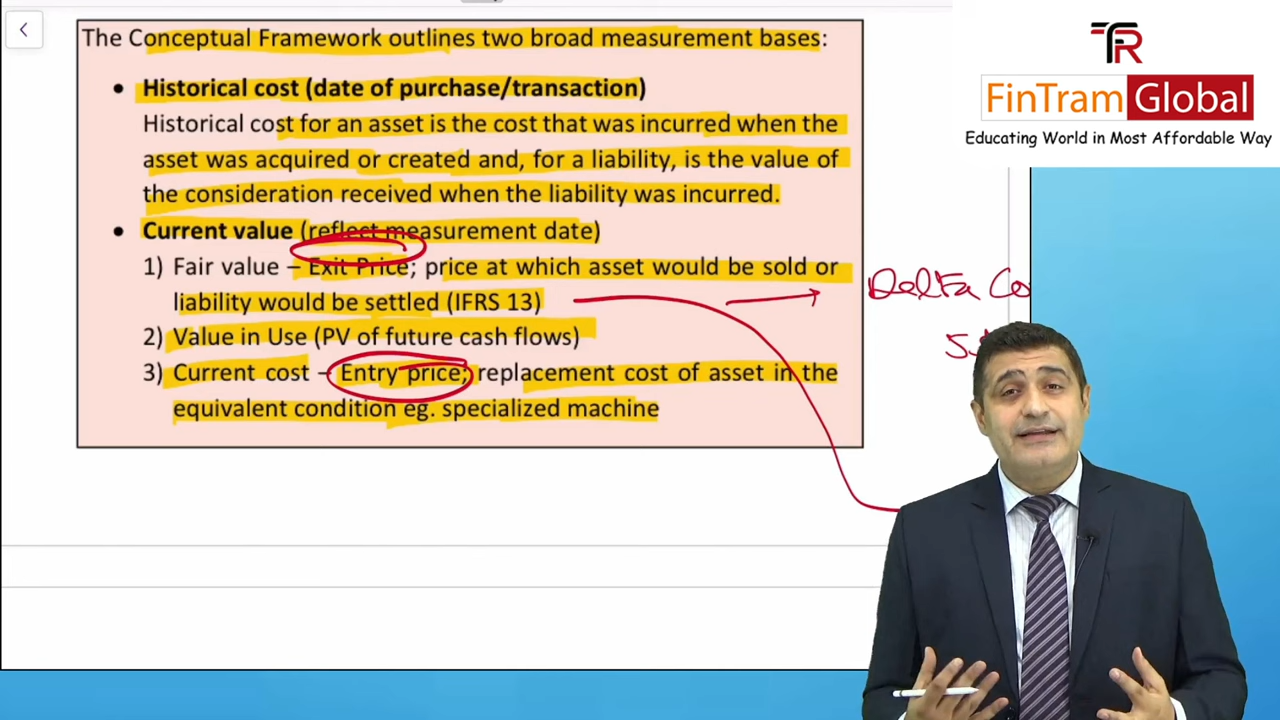 The Conceptual Framework outlines two broad measurement bases:
• Historical cost (date of purchase/transaction)
Historical cost for an asset is the cost that was incurred when the
asset was acquired or created and, for a liability, is the value of
the consideration received when the liability was incurred.
• Current value (reflect measurement date)
1) Fair value – Exit Price; price at which asset would be sold or
liability would be settled (IFRS 13)
2) Value in Use (PV of future cash flows)
3) Current cost – Entry price; replacement cost of asset in the
equivalent condition eg. specialized machine
Delta Co
TR
FinTram Global
Educating World in Most Affordable Way